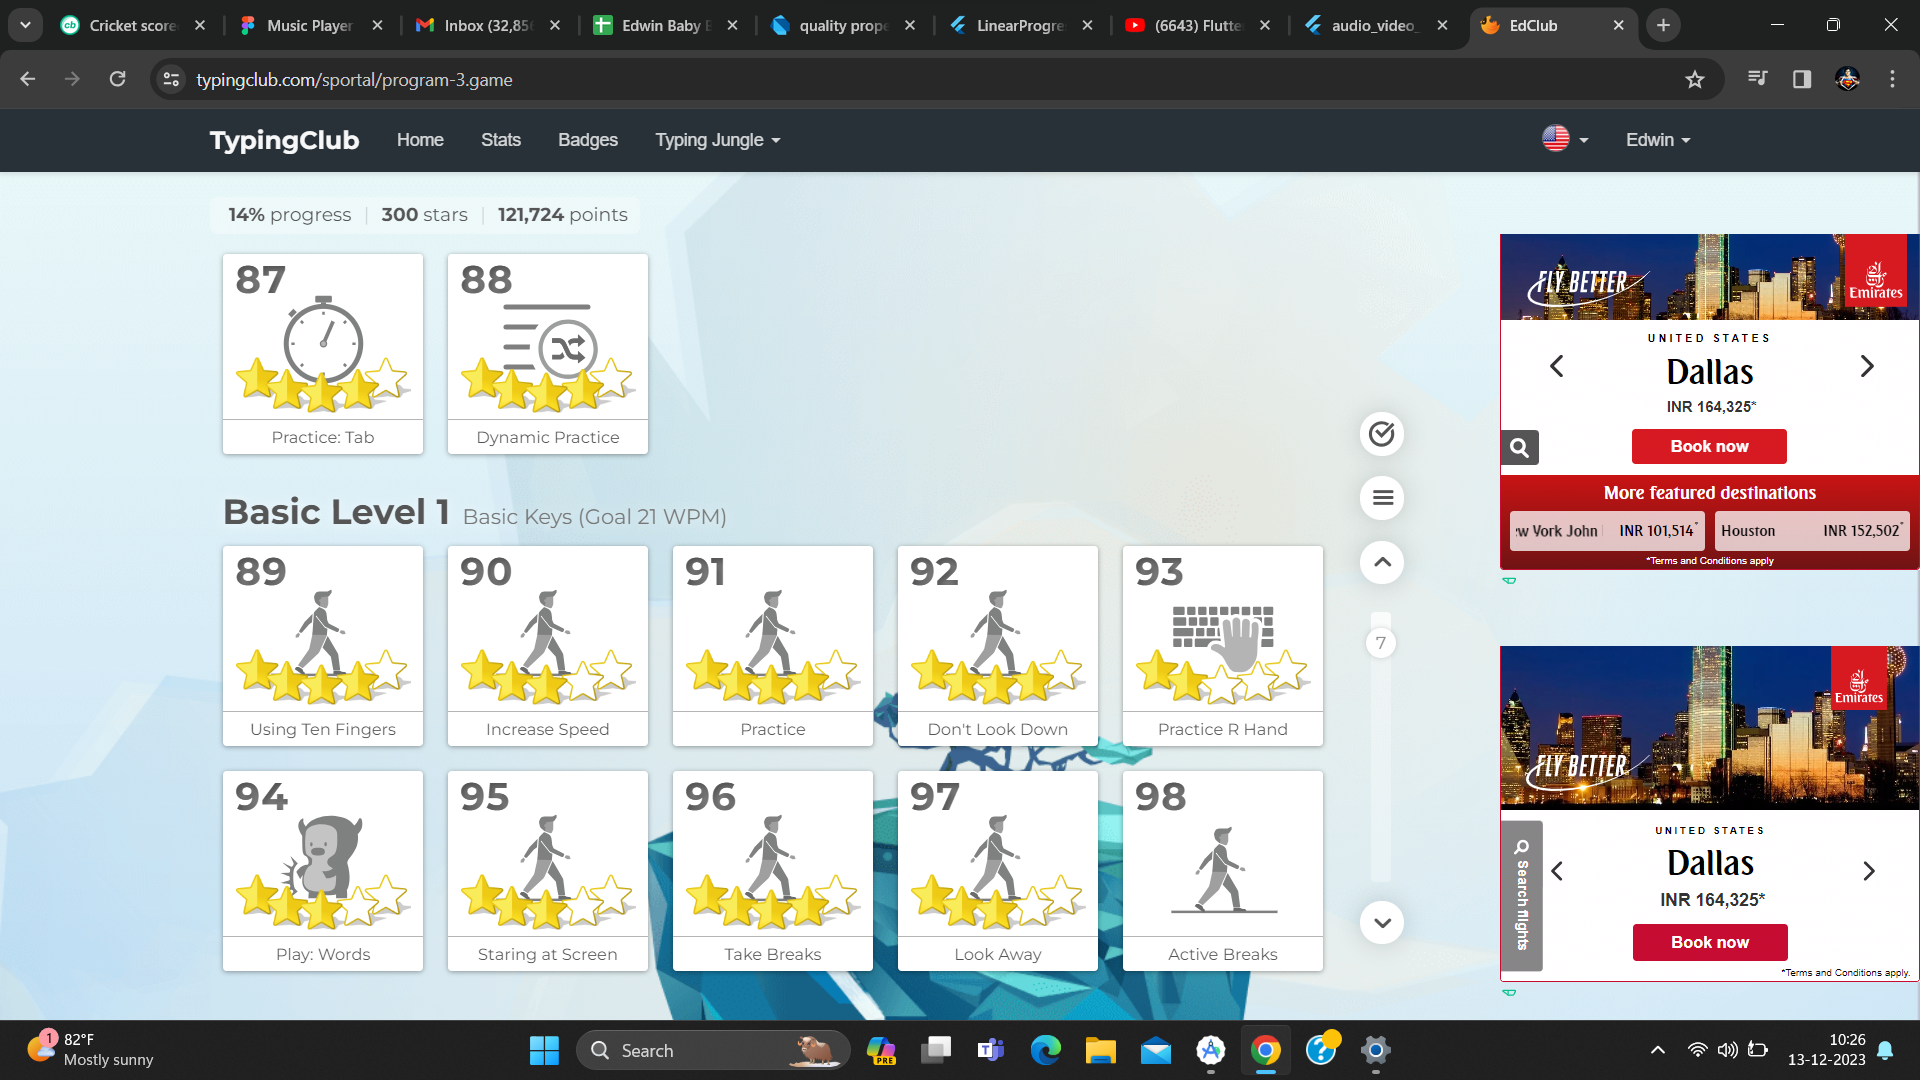 Cricket score
Music Player
Inbox (32,856
Edwin Baby
quality prope
LinearProgre
(6643) Flutte
audio_video_
EdClub
typingclub.com/sportal/program-3.game
TypingClub
Home
Stats
Badges
Typing Jungle
Edwin
14% progress
300 stars
121,724 points
87
Practice: Tab
88
Dynamic Practice
Basic Level 1 Basic Keys (Goal 21 WPM)
89
Using Ten Fingers
90
Increase Speed
91
Practice
92
Don't Look Down
93
Practice R Hand
94
Play: Words
95
Staring at Screen
96
Take Breaks
97
Look Away
98
Active Breaks
7
FLY BETTER
Emirates
UNITED STATES
Dallas
INR 164,325*
Book now
More featured destinations
ew York John
INR 101,514*
Houston
INR 152,502*
*Terms and Conditions apply
FLY BETTER
Emirates
UNITED STATES
Dallas
INR 164,325*
Search flights
Book now
*Terms and Conditions apply.
1
82°F
Mostly sunny
Search
PRE
10:26
13-12-2023